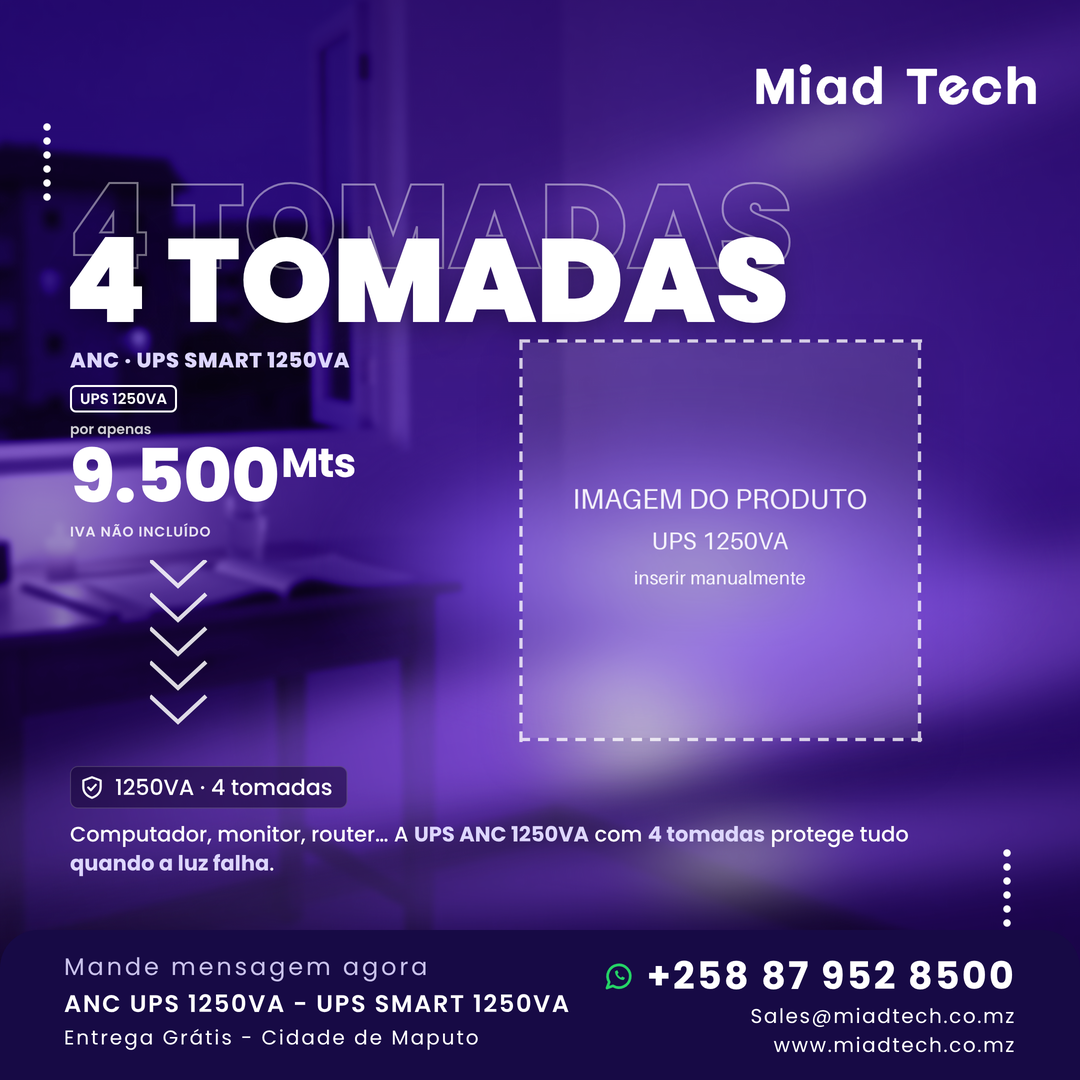 Miad Tech
4 TOMADAS
4 TOMADAS
ANC · UPS SMART 1250VA
UPS 1250VA
por apenas
9.500Mts
IVA NÃO INCLUÍDO
IMAGEM DO PRODUTO
UPS 1250VA
inserir manualmente
1250VA · 4 tomadas
Computador, monitor, router... A UPS ANC 1250VA com 4 tomadas protege tudo
quando a luz falha.
Mande mensagem agora
ANC UPS 1250VA – UPS SMART 1250VA
Entrega Grátis – Cidade de Maputo
+258 87 952 8500
Sales@miadtech.co.mz
www.miadtech.co.mz